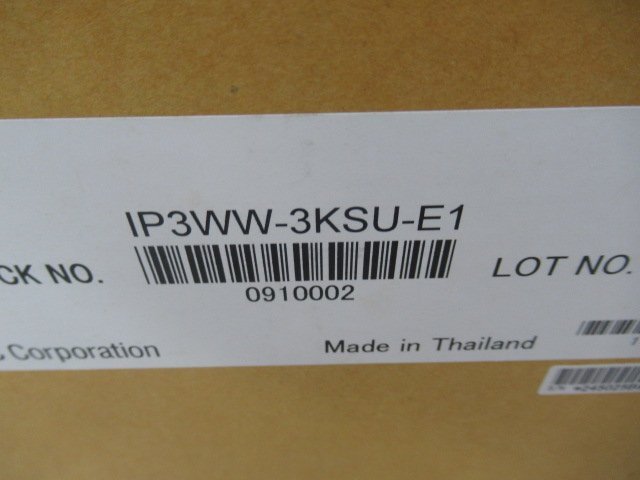 IP3WW-3KSU-E1
CK NO.
LOT NO.
0910002
Corporation
Made in Thailand